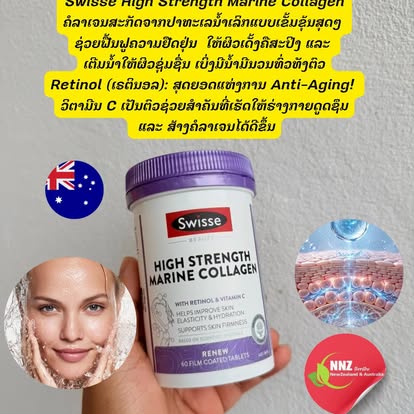 Swisse High Strength Marine Collagen
ຄໍລາເຈນສະກັດຈາກປາທະເລນ້ຳເລິກແບບເຂັ້ມຂຸ້ນສຸດໆ
ຊ່ວຍຟື້ນຟູຄວາມຢືດຢຸ່ນ ໃຫ້ຜິວເດັ້ງຄືສະປິງ ແລະ
ເຕີມນ້ຳໃຫ້ຜິວຊຸ່ມຊື່ນ ເບິ່ງມີນ້ຳມີນວນທົ່ວທັງຕົວ
Retinol (ເຣຕິນອລ): ສຸດຍອດແຫ່ງການ Anti-Aging!
ວິຕາມິນ C ເປັນຕົວຊ່ວຍສຳຄັນທີ່ເຮັດໃຫ້ຮ່າງກາຍດູດຊຶມ
ແລະ ສ້າງຄໍລາເຈນໄດ້ດີຂຶ້ນ
Swisse
BEAUTY
HIGH STRENGTH
MARINE COLLAGEN
WITH RETINOL & VITAMIN C
HELPS IMPROVE SKIN
ELASTICITY & HYDRATION
SUPPORTS SKIN FIRMNESS
RENEW
60 FILM COATED TABLETS
NNZ
NewZealand & Australia